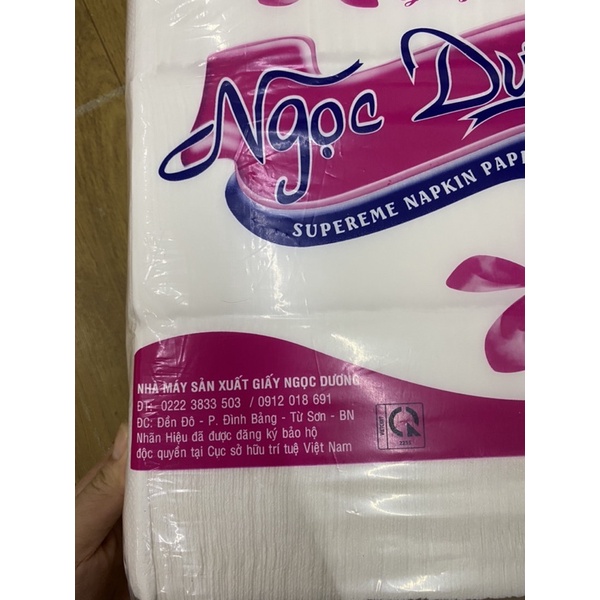 Ngọc
SUPEREME NAPKIN
NHÀ MÁY SẢN XUẤT GIẤY NGỌC DƯƠNG
ĐT: 0222 3833 503 / 0912 018 691
ĐC: Đền Đô - P. Đình Bảng - Từ Sơn - BN
Nhãn Hiệu đã được đăng ký bảo hộ
độc quyền tại Cục sở hữu trí tuệ Việt Nam